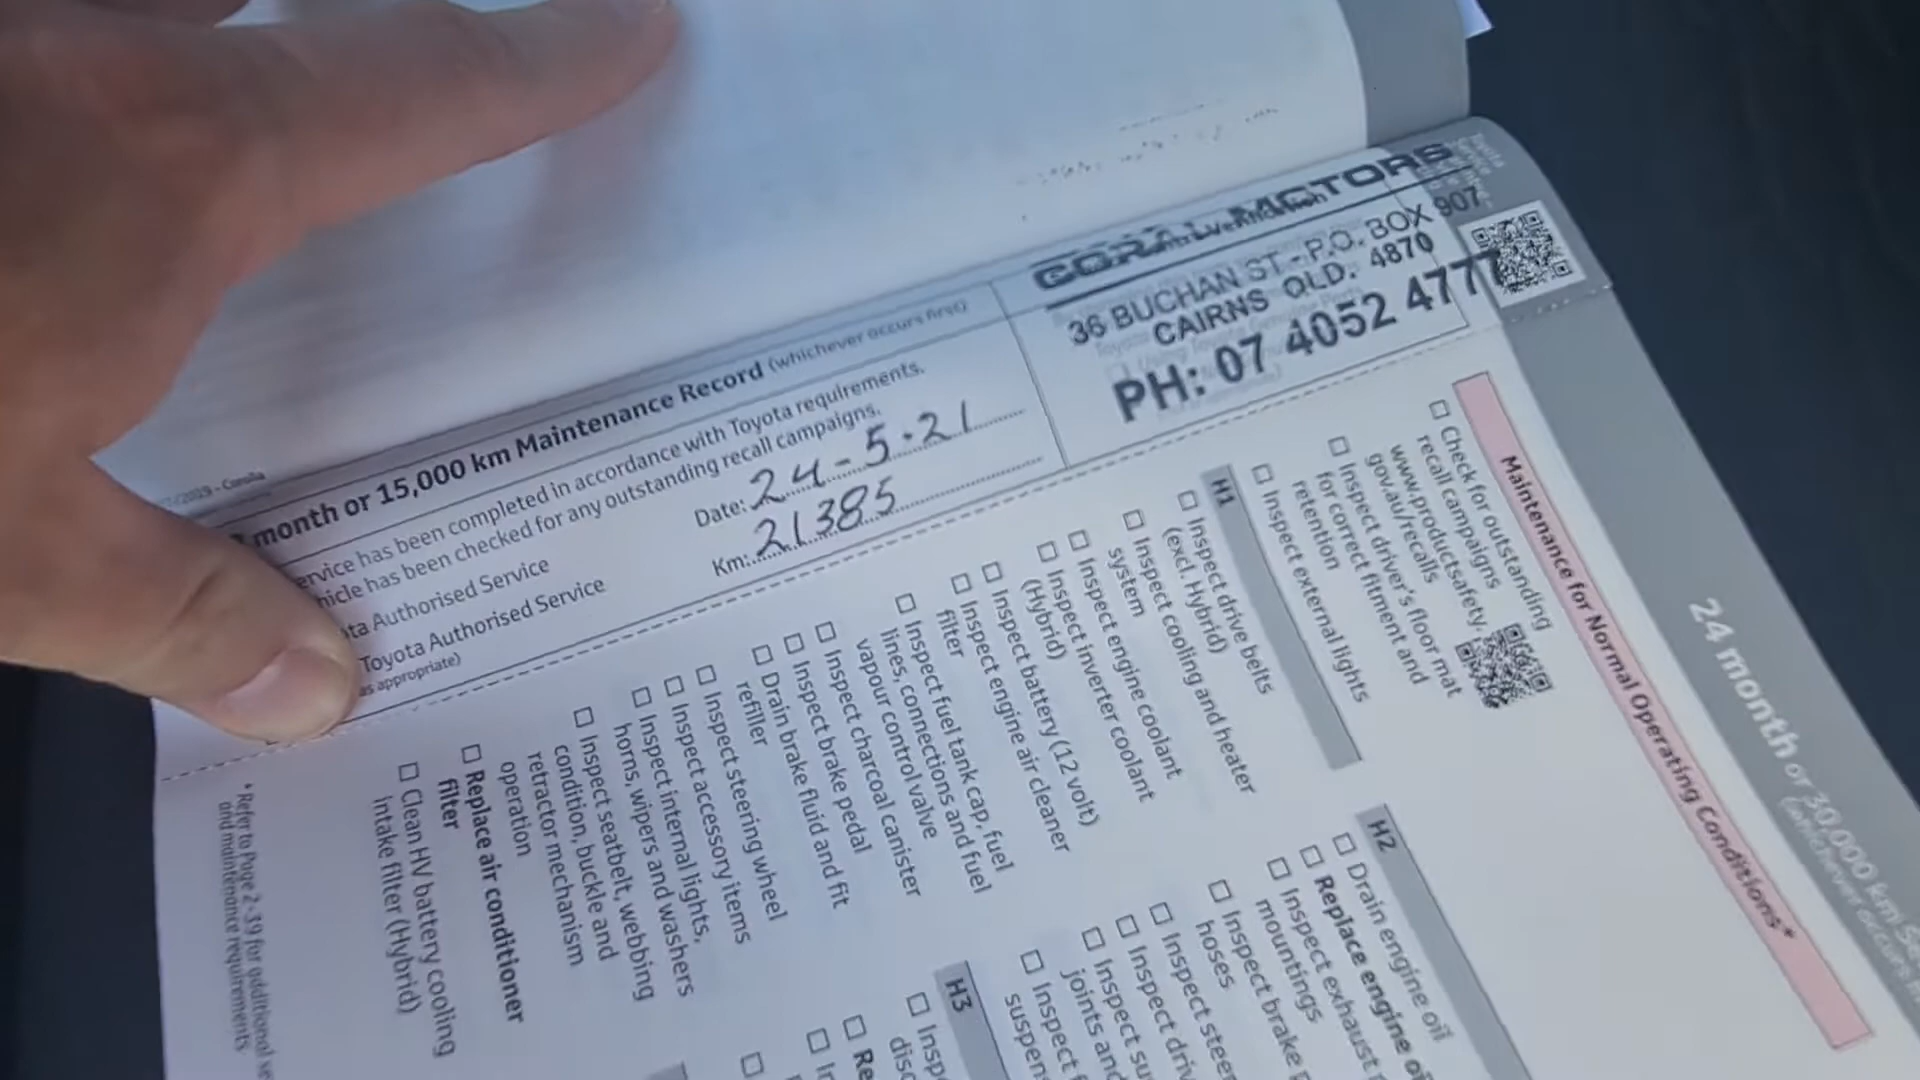 /2019 - Corolla
month or 15,000 km Maintenance Record (whichever occurs first)
ervice has been completed in accordance with Toyota requirements.
hicle has been checked for any outstanding recall campaigns.
ta Authorised Service
Toyota Authorised Service
as appropriate)
Date: 24-5.21
Km: 21385
CORAL MOTORS
36 BUCHAN ST - P.O. BOX 907
CAIRNS QLD. 4870
PH: 07 4052 4777
24 month or 30,000 km
Maintenance for Normal Operating Conditions*
Check for outstanding
recall campaigns
www.productsafety.
gov.au/recalls
Inspect driver's floor mat
for correct fitment and
retention
Inspect external lights
H1
Inspect drive belts
(excl. Hybrid)
Inspect cooling and heater
system
Inspect engine coolant
Inspect inverter coolant
(Hybrid)
Inspect battery (12 volt)
Inspect engine air cleaner
filter
Inspect fuel tank cap, fuel
lines, connections and fuel
vapour control valve
Inspect charcoal canister
Inspect brake pedal
Drain brake fluid and fit
refiller
Inspect steering wheel
Inspect accessory items
Inspect internal lights,
horns, wipers and washers
Inspect seatbelt, webbing
condition, buckle and
retractor mechanism
operation
Replace air conditioner
filter
Clean HV battery cooling
intake filter (Hybrid)
H2
Drain engine oil
Replace engine oi
Inspect exhaust
mountings
Inspect brake
hoses
Inspect steer
Inspect driv
Inspect su
joints and
Inspect f
suspen
H3
Insp
disc
Re
In
*Refer to Page 2-39 for additional se
and maintenance requirements